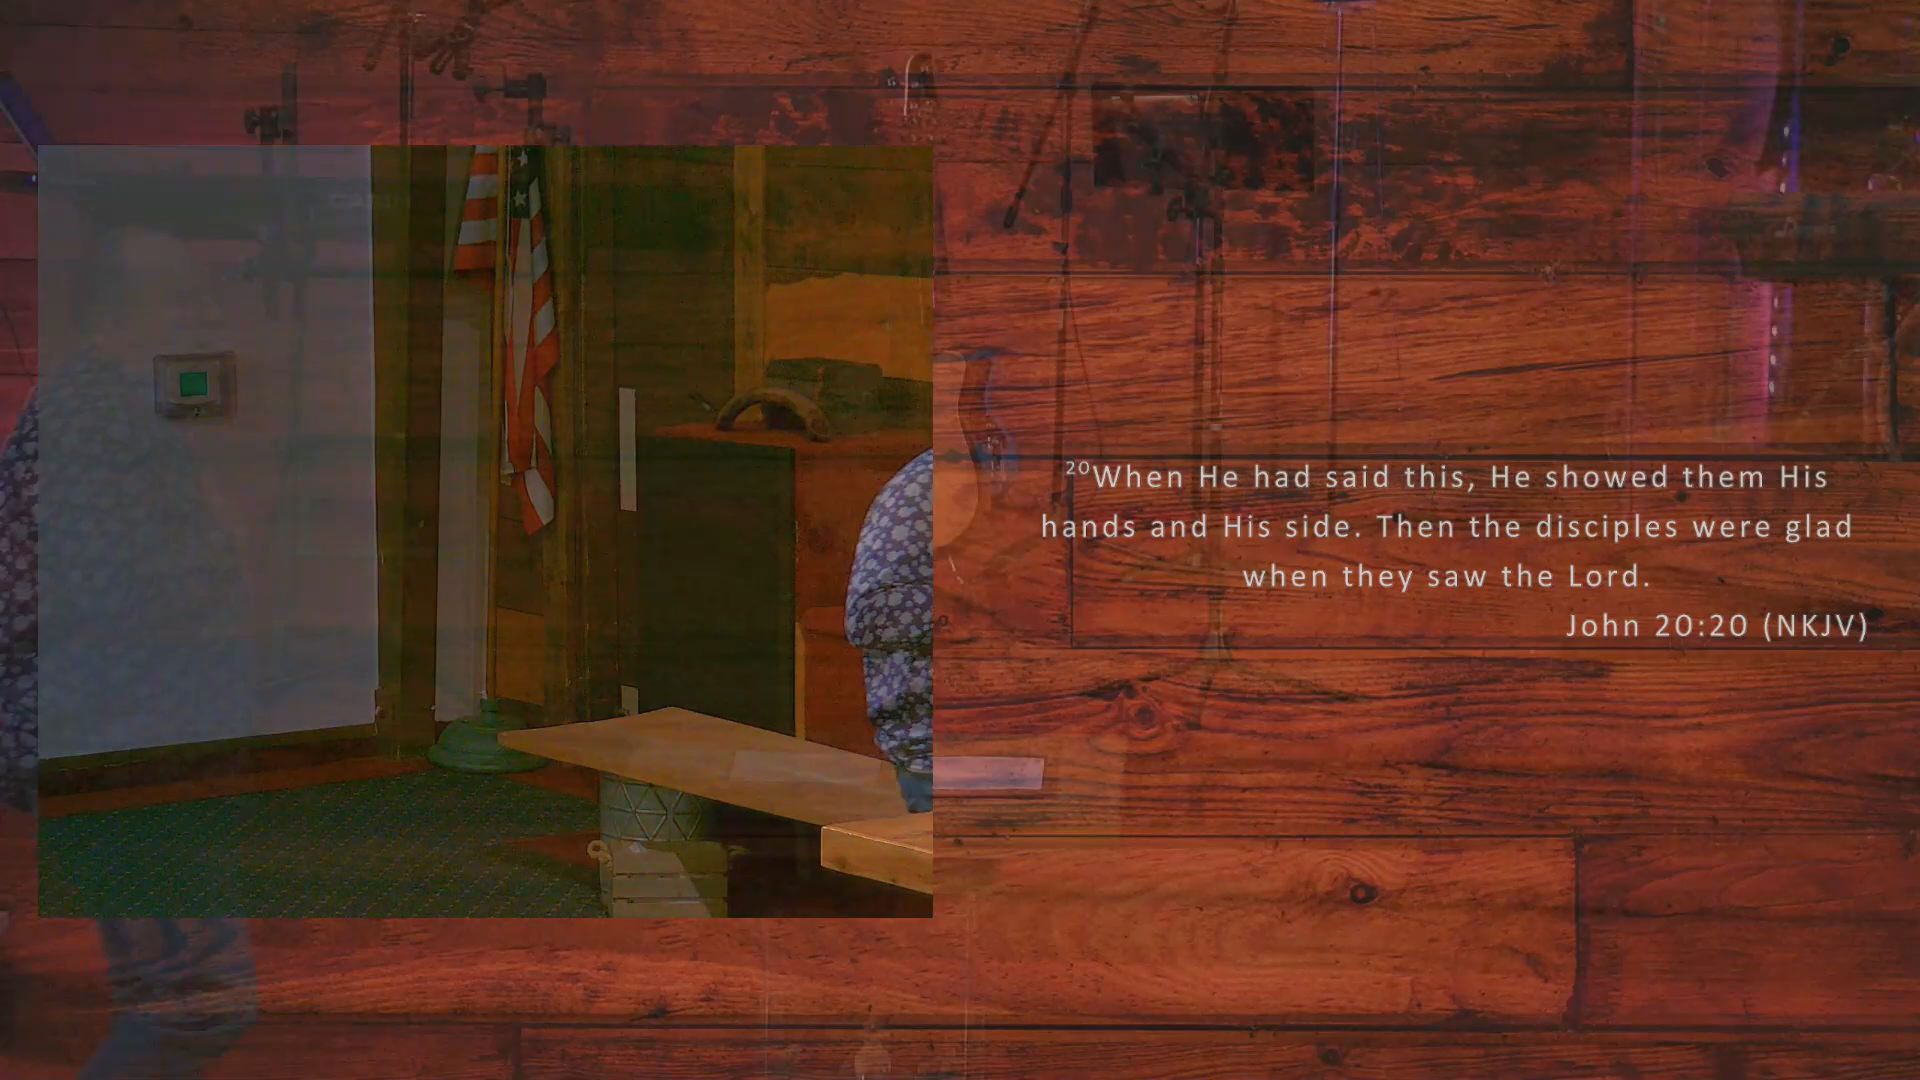 ²⁰When He had said this, He showed them His
hands and His side. Then the disciples were glad
when they saw the Lord.
John 20:20 (NKJV)